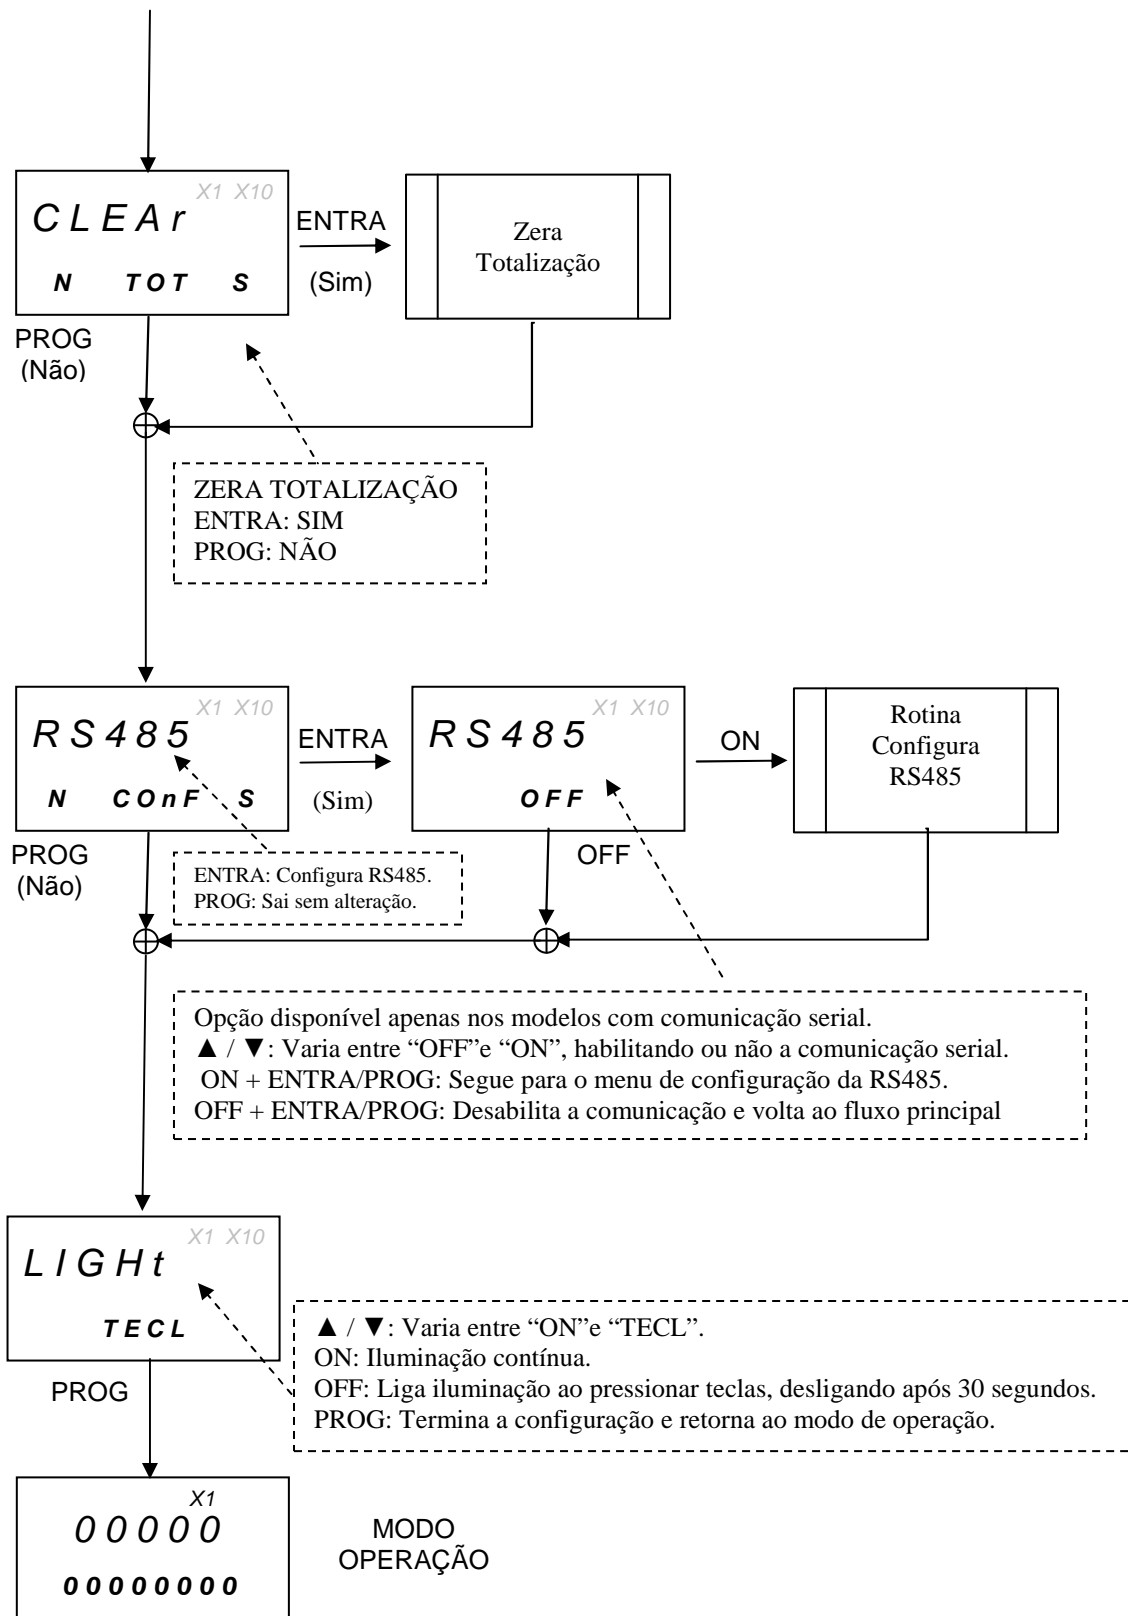 X1 X10
CLEAr
N TOT S
ENTRA
(Sim)
Zera
Totalização
PROG
(Não)
ZERA TOTALIZAÇÃO
ENTRA: SIM
PROG: NÃO
X1 X10
RS485
N COnF S
ENTRA
(Sim)
X1 X10
RS485
OFF
ON
Rotina
Configura
RS485
PROG
(Não)
OFF
ENTRA: Configura RS485.
PROG: Sai sem alteração.
Opção disponível apenas nos modelos com comunicação serial.
▲ / ▼: Varia entre “OFF”e “ON”, habilitando ou não a comunicação serial.
ON + ENTRA/PROG: Segue para o menu de configuração da RS485.
OFF + ENTRA/PROG: Desabilita a comunicação e volta ao fluxo principal
X1 X10
LIGHt
TECL
▲ / ▼: Varia entre “ON”e “TECL”.
ON: Iluminação contínua.
OFF: Liga iluminação ao pressionar teclas, desligando após 30 segundos.
PROG: Termina a configuração e retorna ao modo de operação.
PROG
X1
00000
00000000
MODO
OPERAÇÃO